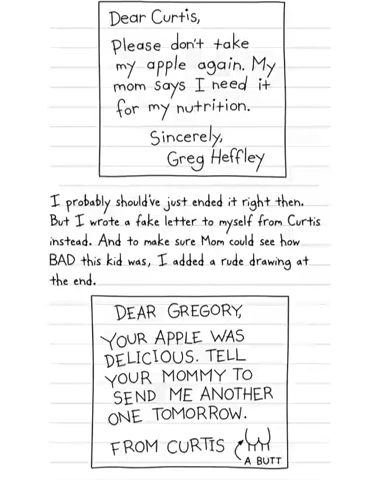 Dear Curtis,
Please don't take
my apple again. My
mom says I need it
for my nutrition.
Sincerely,
Greg Heffley
I probably should've just ended it right then.
But I wrote a fake letter to myself from Curtis
instead. And to make sure Mom could see how
BAD this kid was, I added a rude drawing at
the end.
DEAR GREGORY,
YOUR APPLE WAS
DELICIOUS. TELL
YOUR MOMMY TO
SEND ME ANOTHER
ONE TOMORROW.
FROM CURTIS
A BUTT